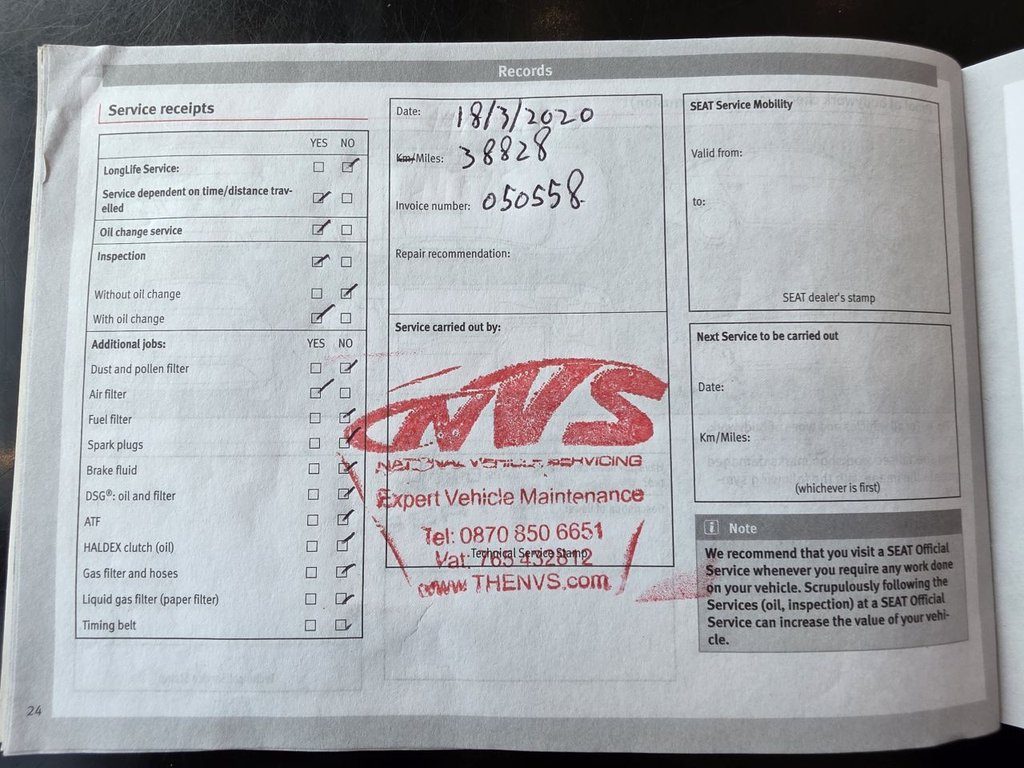 Records
Service receipts
YES NO
LongLife Service:
Service dependent on time/distance trav-
elled
Oil change service
Inspection
Without oil change
With oil change
Additional jobs: YES NO
Dust and pollen filter
Air filter
Fuel filter
Spark plugs
Brake fluid
DSG®: oil and filter
ATF
HALDEX clutch (oil)
Gas filter and hoses
Liquid gas filter (paper filter)
Timing belt
Date: 18/3/2020
Km/Miles: 38828
Invoice number: 050558
Repair recommendation:
Service carried out by:
NVS
NATIONAL VEHICLE SERVICING
Expert Vehicle Maintenance
Tel: 0870 850 6651
Technical Service Stamp
Vat: 765 432612
www.THENVS.com
SEAT Service Mobility
Valid from:
to:
SEAT dealer's stamp
Next Service to be carried out
Date:
Km/Miles:
(whichever is first)
i Note
We recommend that you visit a SEAT Official
Service whenever you require any work done
on your vehicle. Scrupulously following the
Services (oil, inspection) at a SEAT Official
Service can increase the value of your vehi-
cle.
24